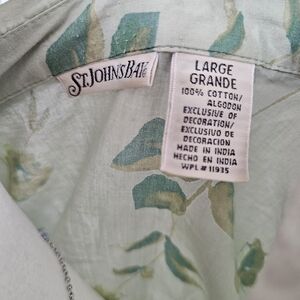 ST. JOHN'S BAY
LARGE
GRANDE
100% COTTON/
ALGODON
EXCLUSIVE OF
DECORATION/
EXCLUSIVO DE
DECORACION
MADE IN INDIA
HECHO EN INDIA
WPL # 11935